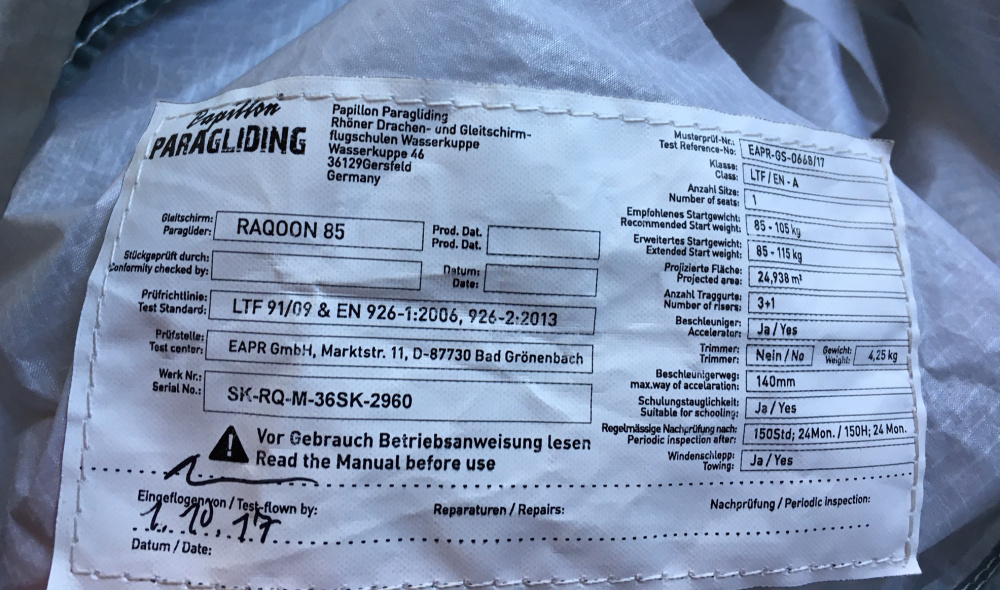 Papillon
PARAGLIDING
Papillon Paragliding
Rhöner Drachen- und Gleitschirm-
flugschulen Wasserkuppe
Wasserkuppe 46
36129Gersfeld
Germany
Gleitschirm:
Paraglider:
RAQOON 85
Prod. Dat.
Prod. Dat.
Stückgeprüft durch:
Conformity checked by:
Datum:
Date:
Prüfrichtlinie:
Test Standard:
LTF 91/09 & EN 926-1:2006, 926-2:2013
Prüfstelle:
Test center:
EAPR GmbH, Marktstr. 11, D-87730 Bad Grönenbach
Werk Nr.:
Serial No.:
SK-RQ-M-36SK-2960
Vor Gebrauch Betriebsanweisung lesen
Read the Manual before use
Musterprüf-Nr.:
Test Reference-No:
EAPR-GS-0668/17
Klasse:
Class:
LTF/EN - A
Anzahl Sitze:
Number of seats:
1
Empfohlenes Startgewicht:
Recommended Start weight:
85 - 105 kg
Erweitertes Startgewicht:
Extended Start weight:
85 - 115 kg
Projizierte Fläche:
Projected area:
24,938 m²
Anzahl Traggurte:
Number of risers:
3+1
Beschleuniger:
Accelerator:
Ja / Yes
Trimmer:
Trimmer:
Nein / No
Gewicht:
Weight:
4,25 kg
Beschleunigerweg:
max.way of accelaration:
140mm
Schulungstauglichkeit:
Suitable for schooling:
Ja / Yes
Regelmässige Nachprüfung nach:
Periodic inspection after:
150Std; 24Mon. / 150H; 24 Mon.
Windenschlepp:
Towing:
Ja / Yes
Eingeflogen von / Test-flown by:
Reparaturen / Repairs:
Nachprüfung / Periodic inspection:
1.10.17
Datum / Date: